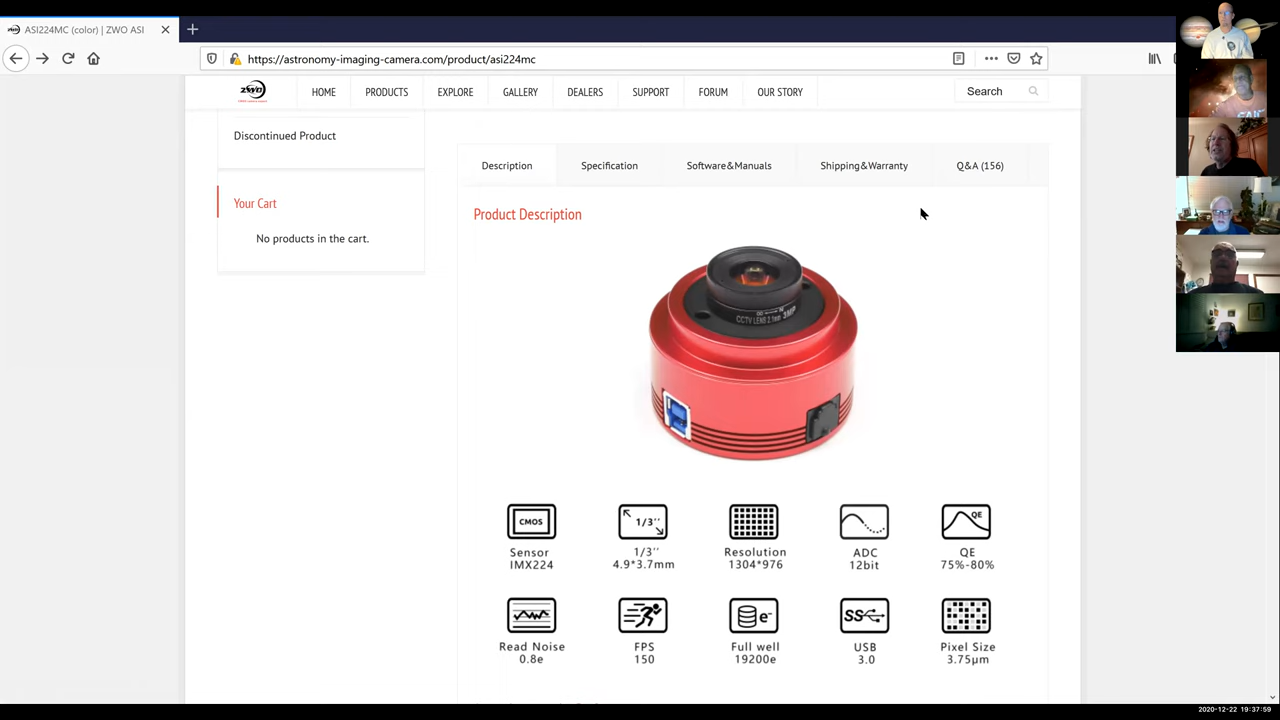 ASI224MC (color) | ZWO ASI
https://astronomy-imaging-camera.com/product/asi224mc
ZWO
HOME
PRODUCTS
EXPLORE
GALLERY
DEALERS
SUPPORT
FORUM
OUR STORY
Search
Discontinued Product
Your Cart
No products in the cart.
Description
Specification
Software&Manuals
Shipping&Warranty
Q&A (156)
Product Description
CCTV LENS 2.1mm 3MP
CMOS
1/3''
QE
Sensor
IMX224
1/3''
4.9*3.7mm
Resolution
1304*976
ADC
12bit
QE
75%-80%
e-
SS
Read Noise
0.8e
FPS
150
Full well
19200e
USB
3.0
Pixel Size
3.75μm
2020-12-22 19:37:59